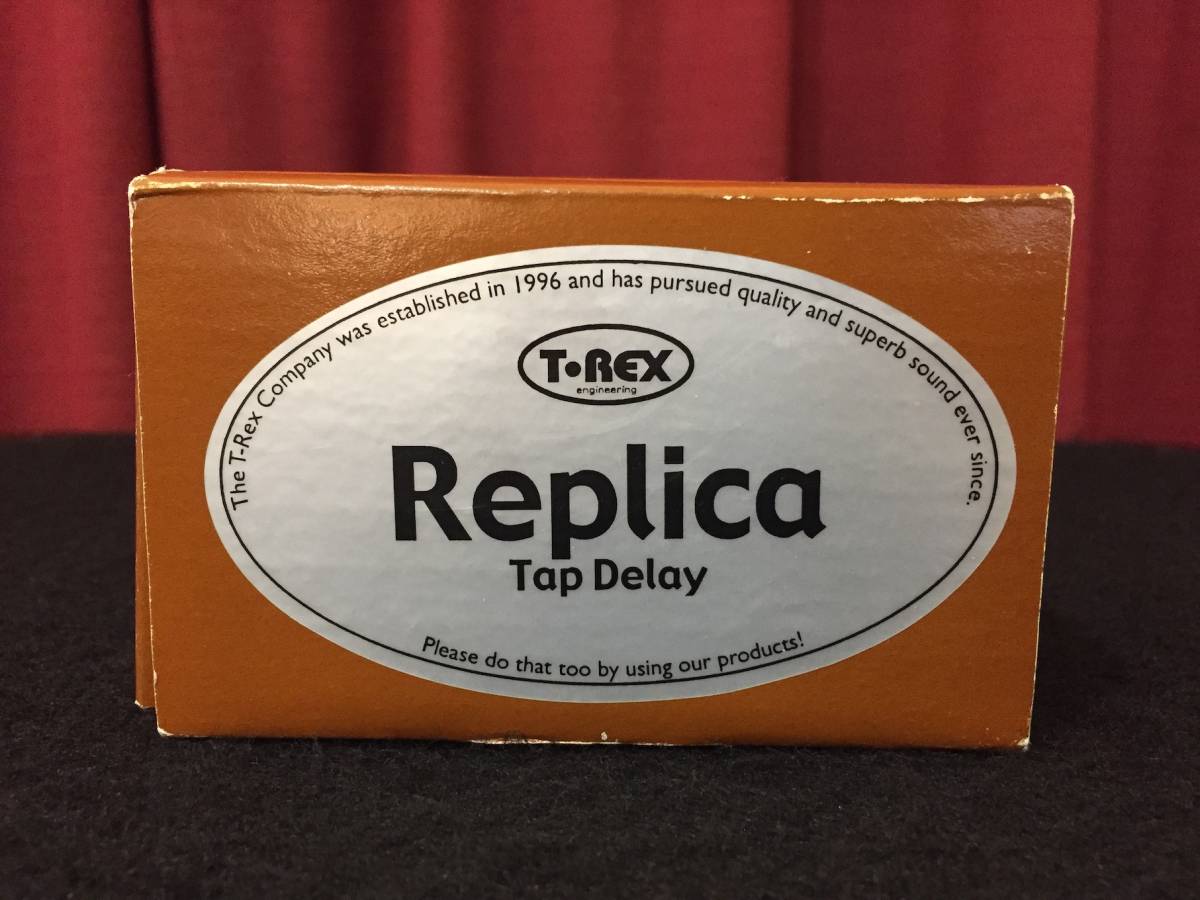 The T-Rex Company was established in 1996 and has pursued quality and superb sound ever since.
T•REX
engineering
Replica
Tap Delay
Please do that too by using our products!